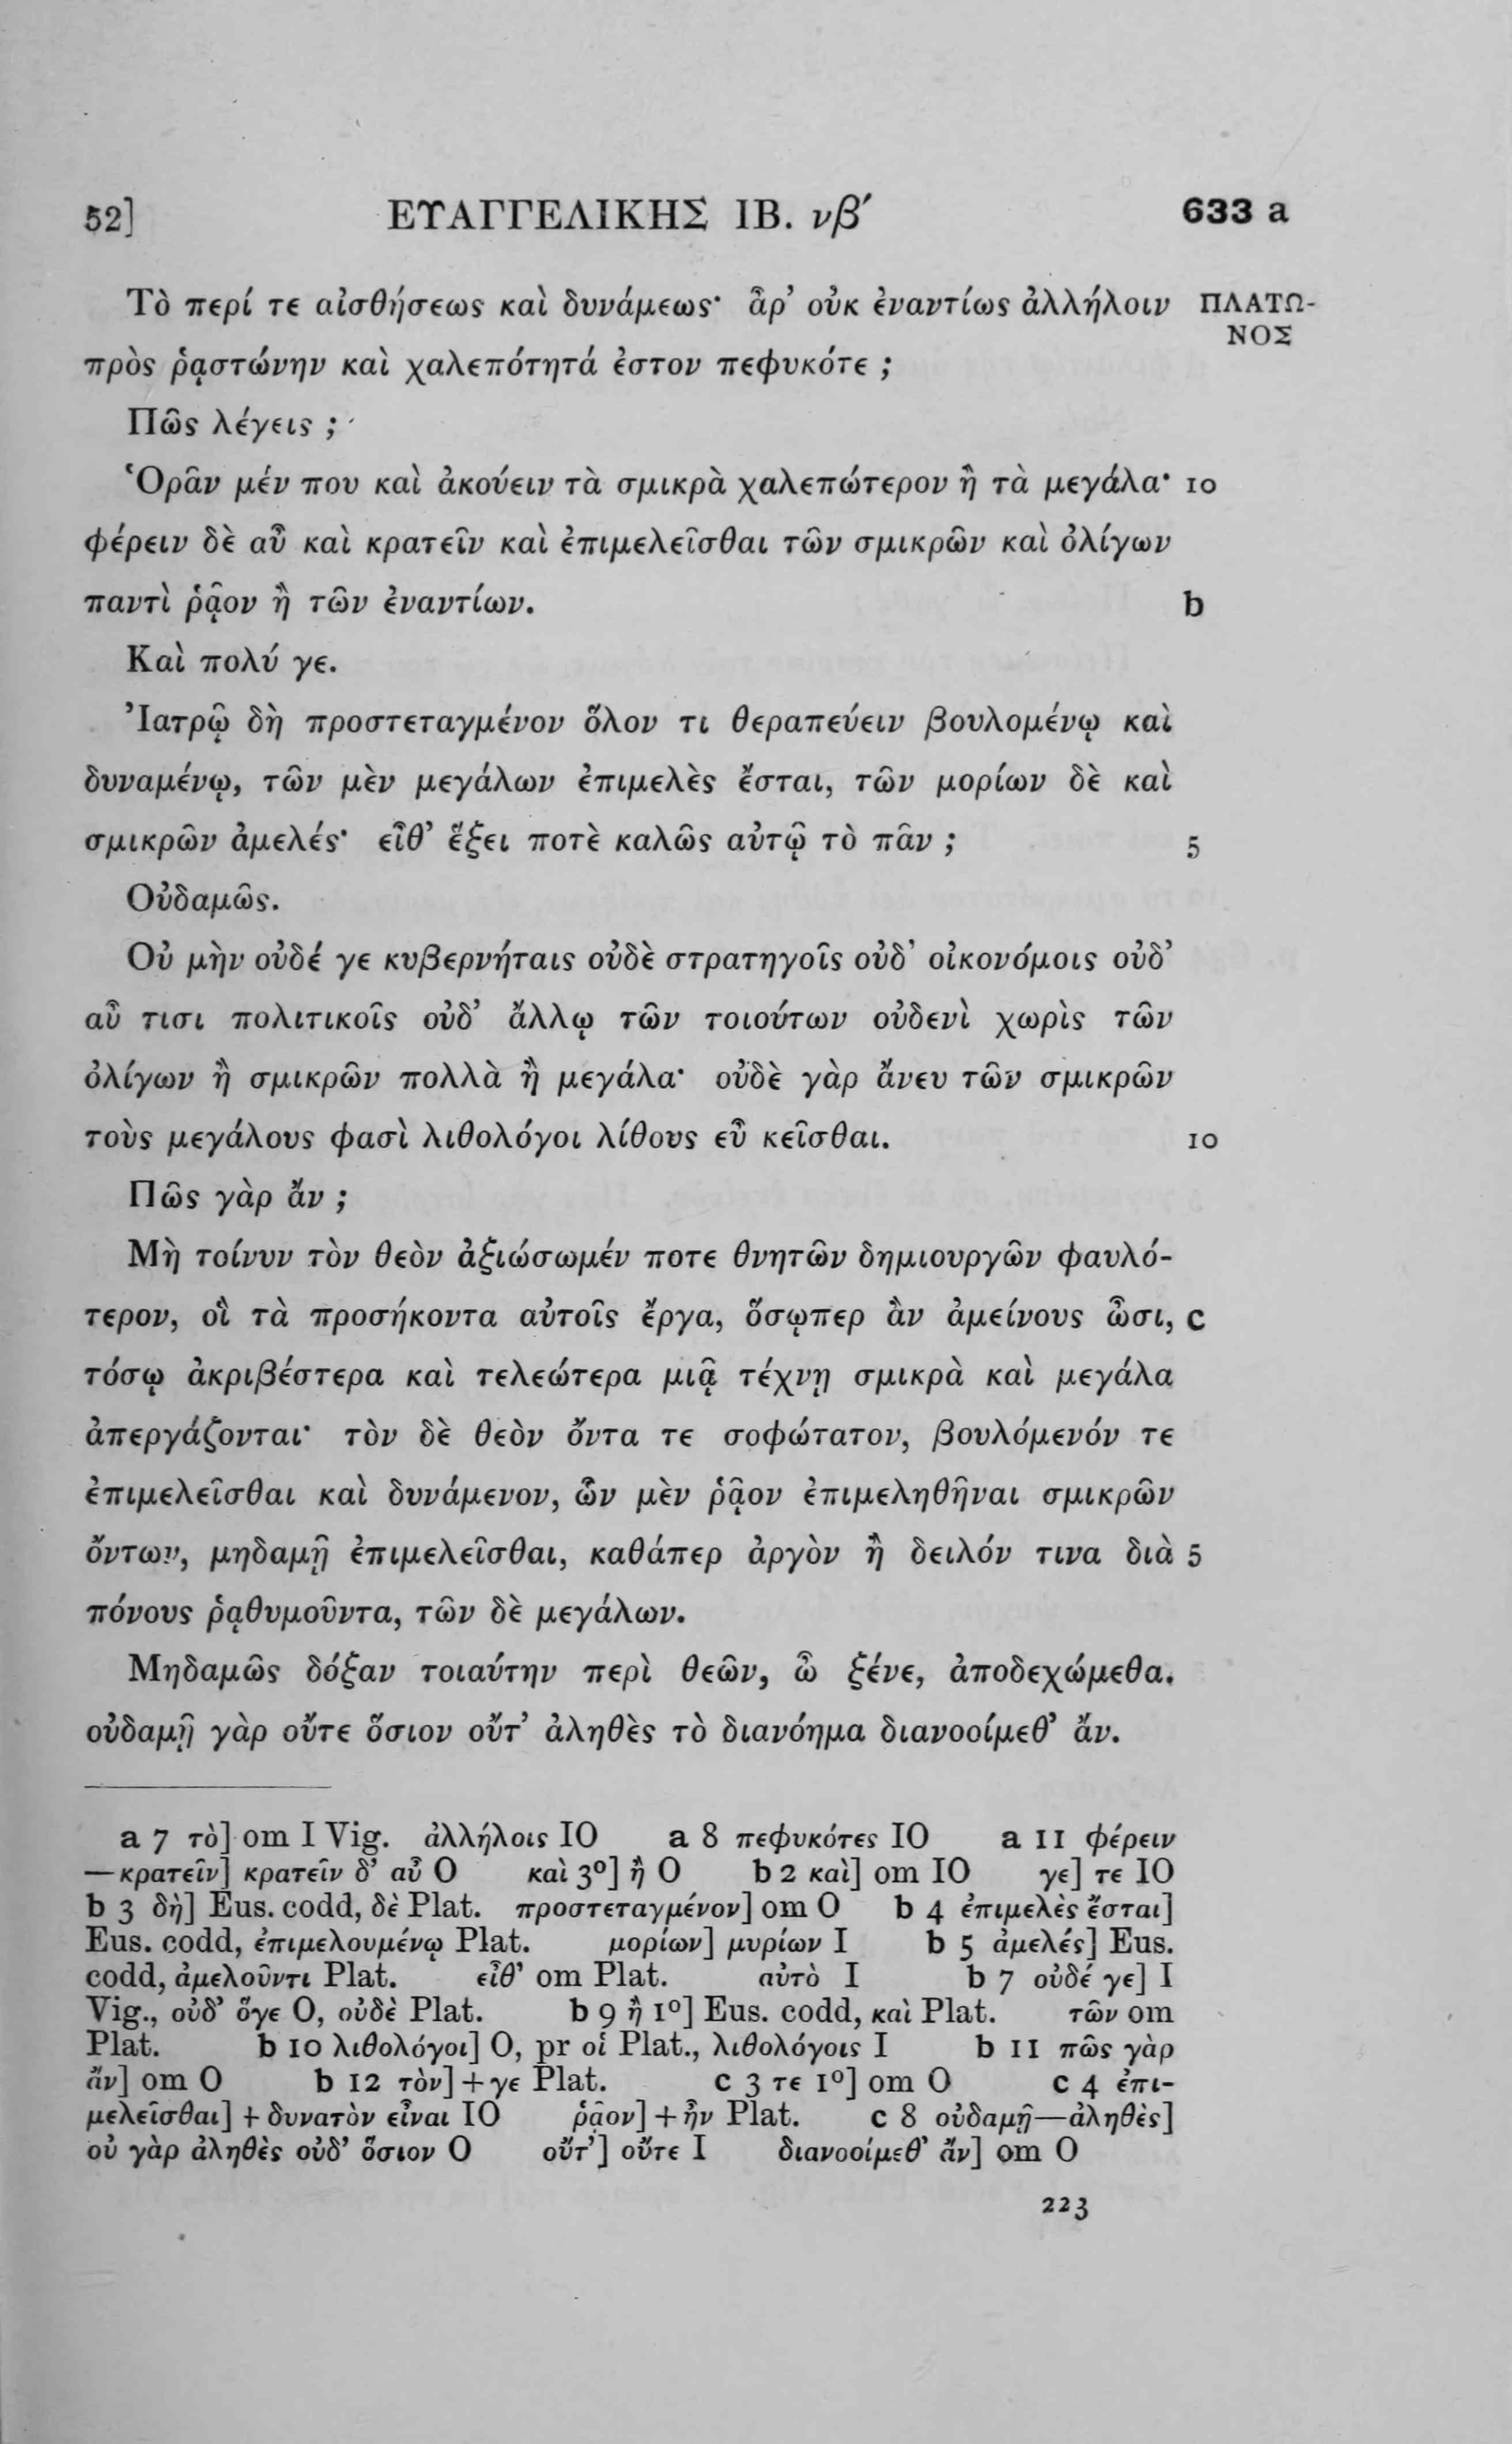 52] ΕΥΑΓΓΕΛΙΚΗΣ ΙΒ. νβ′ 633 a
Τὸ περί τε αἰσθήσεως καὶ δυνάμεως· ἆρ’ οὐκ ἐναντίως ἀλλήλοιν ΠΛΑΤΩ-
ΝΟΣ
πρὸς ῥᾳστώνην καὶ χαλεπότητά ἐστον πεφυκότε ;
Πῶς λέγεις ;
Ὁρᾶν μέν που καὶ ἀκούειν τὰ σμικρὰ χαλεπώτερον ἢ τὰ μεγάλα· 10
φέρειν δὲ αὖ καὶ κρατεῖν καὶ ἐπιμελεῖσθαι τῶν σμικρῶν καὶ ὀλίγων
παντὶ ῥᾷον ἢ τῶν ἐναντίων. b
Καὶ πολύ γε.
Ἰατρῷ δὴ προστεταγμένον ὅλον τι θεραπεύειν βουλομένῳ καὶ
δυναμένῳ, τῶν μὲν μεγάλων ἐπιμελὲς ἔσται, τῶν μορίων δὲ καὶ
σμικρῶν ἀμελές· εἶθ’ ἕξει ποτὲ καλῶς αὐτῷ τὸ πᾶν ; 5
Οὐδαμῶς.
Οὐ μὴν οὐδέ γε κυβερνήταις οὐδὲ στρατηγοῖς οὐδ’ οἰκονόμοις οὐδ’
αὖ τισι πολιτικοῖς οὐδ’ ἄλλῳ τῶν τοιούτων οὐδενὶ χωρὶς τῶν
ὀλίγων ἢ σμικρῶν πολλὰ ἢ μεγάλα· οὐδὲ γὰρ ἄνευ τῶν σμικρῶν
τοὺς μεγάλους φασὶ λιθολόγοι λίθους εὖ κεῖσθαι. 10
Πῶς γὰρ ἄν ;
Μὴ τοίνυν τὸν θεὸν ἀξιώσωμέν ποτε θνητῶν δημιουργῶν φαυλό-
τερον, οἳ τὰ προσήκοντα αὐτοῖς ἔργα, ὅσῳπερ ἂν ἀμείνους ὦσι, c
τόσῳ ἀκριβέστερα καὶ τελεώτερα μιᾷ τέχνῃ σμικρὰ καὶ μεγάλα
ἀπεργάζονται· τὸν δὲ θεὸν ὄντα τε σοφώτατον, βουλόμενόν τε
ἐπιμελεῖσθαι καὶ δυνάμενον, ὧν μὲν ῥᾷον ἐπιμεληθῆναι σμικρῶν
ὄντων, μηδαμῇ ἐπιμελεῖσθαι, καθάπερ ἀργὸν ἢ δειλόν τινα διὰ 5
πόνους ῥᾳθυμοῦντα, τῶν δὲ μεγάλων.
Μηδαμῶς δόξαν τοιαύτην περὶ θεῶν, ὦ ξένε, ἀποδεχώμεθα.
οὐδαμῇ γὰρ οὔτε ὅσιον οὔτ’ ἀληθὲς τὸ διανόημα διανοοίμεθ’ ἄν.
a 7 τὸ] om I Vig. ἀλλήλοις IO a 8 πεφυκότες IO a 11 φέρειν
—κρατεῖν] κρατεῖν δ’ αὖ O καὶ 3º] ἢ O b 2 καὶ] om IO γε] τε IO
b 3 δὴ] Eus. codd, δὲ Plat. προστεταγμένον] om O b 4 ἐπιμελὲς ἔσται]
Eus. codd, ἐπιμελουμένῳ Plat. μορίων] μυρίων I b 5 ἀμελές] Eus.
codd, ἀμελοῦντι Plat. εἶθ’ om Plat. αὐτὸ I b 7 οὐδέ γε] I
Vig., οὐδ’ ὅγε O, οὐδὲ Plat. b 9 ἢ 1º] Eus. codd, καὶ Plat. τῶν om
Plat. b 10 λιθολόγοι] O, pr οἱ Plat., λιθολόγοις I b 11 πῶς γὰρ
ἄν] om O b 12 τὸν] + γε Plat. c 3 τε 1º] om O c 4 ἐπι-
μελεῖσθαι] + δυνατὸν εἶναι IO ῥᾷον] + ἦν Plat. c 8 οὐδαμῇ—ἀληθὲς]
οὐ γὰρ ἀληθὲς οὐδ’ ὅσιον O οὔτ’] οὔτε I διανοοίμεθ’ ἄν] om O
223